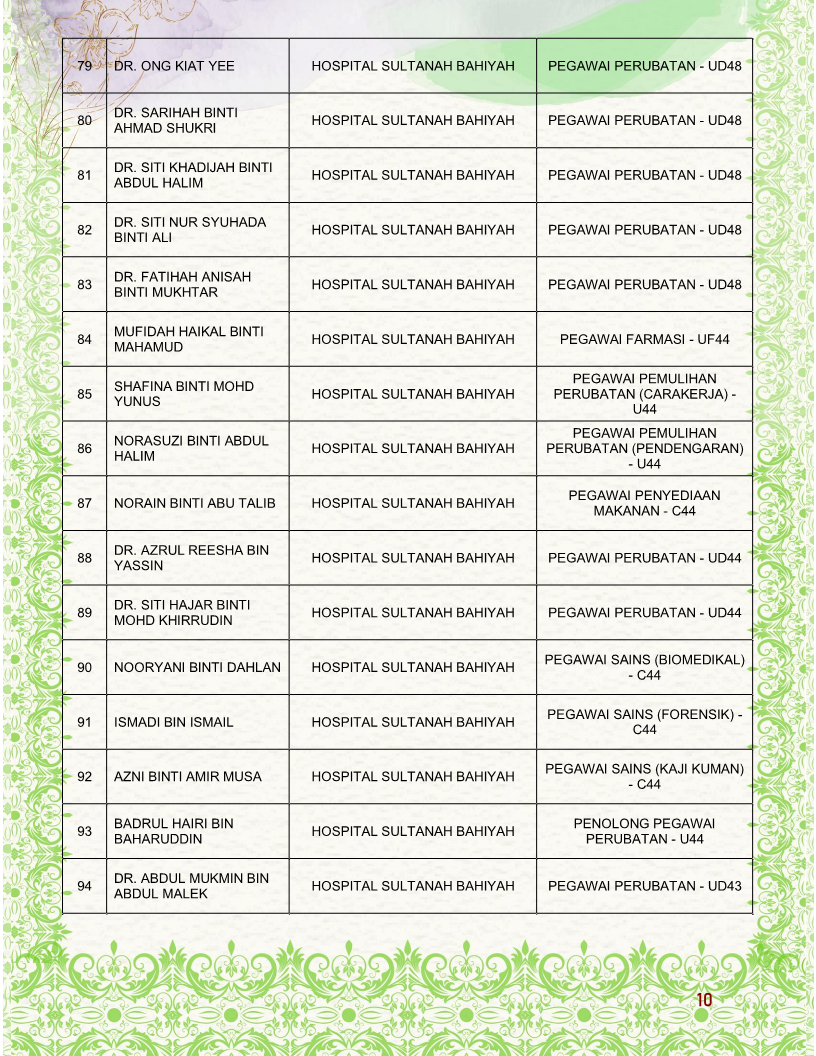 79 DR. ONG KIAT YEE HOSPITAL SULTANAH BAHIYAH PEGAWAI PERUBATAN - UD48
80 DR. SARIHAH BINTI
AHMAD SHUKRI HOSPITAL SULTANAH BAHIYAH PEGAWAI PERUBATAN - UD48
81 DR. SITI KHADIJAH BINTI
ABDUL HALIM HOSPITAL SULTANAH BAHIYAH PEGAWAI PERUBATAN - UD48
82 DR. SITI NUR SYUHADA
BINTI ALI HOSPITAL SULTANAH BAHIYAH PEGAWAI PERUBATAN - UD48
83 DR. FATIHAH ANISAH
BINTI MUKHTAR HOSPITAL SULTANAH BAHIYAH PEGAWAI PERUBATAN - UD48
84 MUFIDAH HAIKAL BINTI
MAHAMUD HOSPITAL SULTANAH BAHIYAH PEGAWAI FARMASI - UF44
85 SHAFINA BINTI MOHD
YUNUS HOSPITAL SULTANAH BAHIYAH PEGAWAI PEMULIHAN
PERUBATAN (CARAKERJA) -
U44
86 NORASUZI BINTI ABDUL
HALIM HOSPITAL SULTANAH BAHIYAH PEGAWAI PEMULIHAN
PERUBATAN (PENDENGARAN)
- U44
87 NORAIN BINTI ABU TALIB HOSPITAL SULTANAH BAHIYAH PEGAWAI PENYEDIAAN
MAKANAN - C44
88 DR. AZRUL REESHA BIN
YASSIN HOSPITAL SULTANAH BAHIYAH PEGAWAI PERUBATAN - UD44
89 DR. SITI HAJAR BINTI
MOHD KHIRRUDIN HOSPITAL SULTANAH BAHIYAH PEGAWAI PERUBATAN - UD44
90 NOORYANI BINTI DAHLAN HOSPITAL SULTANAH BAHIYAH PEGAWAI SAINS (BIOMEDIKAL)
- C44
91 ISMADI BIN ISMAIL HOSPITAL SULTANAH BAHIYAH PEGAWAI SAINS (FORENSIK) -
C44
92 AZNI BINTI AMIR MUSA HOSPITAL SULTANAH BAHIYAH PEGAWAI SAINS (KAJI KUMAN)
- C44
93 BADRUL HAIRI BIN
BAHARUDDIN HOSPITAL SULTANAH BAHIYAH PENOLONG PEGAWAI
PERUBATAN - U44
94 DR. ABDUL MUKMIN BIN
ABDUL MALEK HOSPITAL SULTANAH BAHIYAH PEGAWAI PERUBATAN - UD43
10